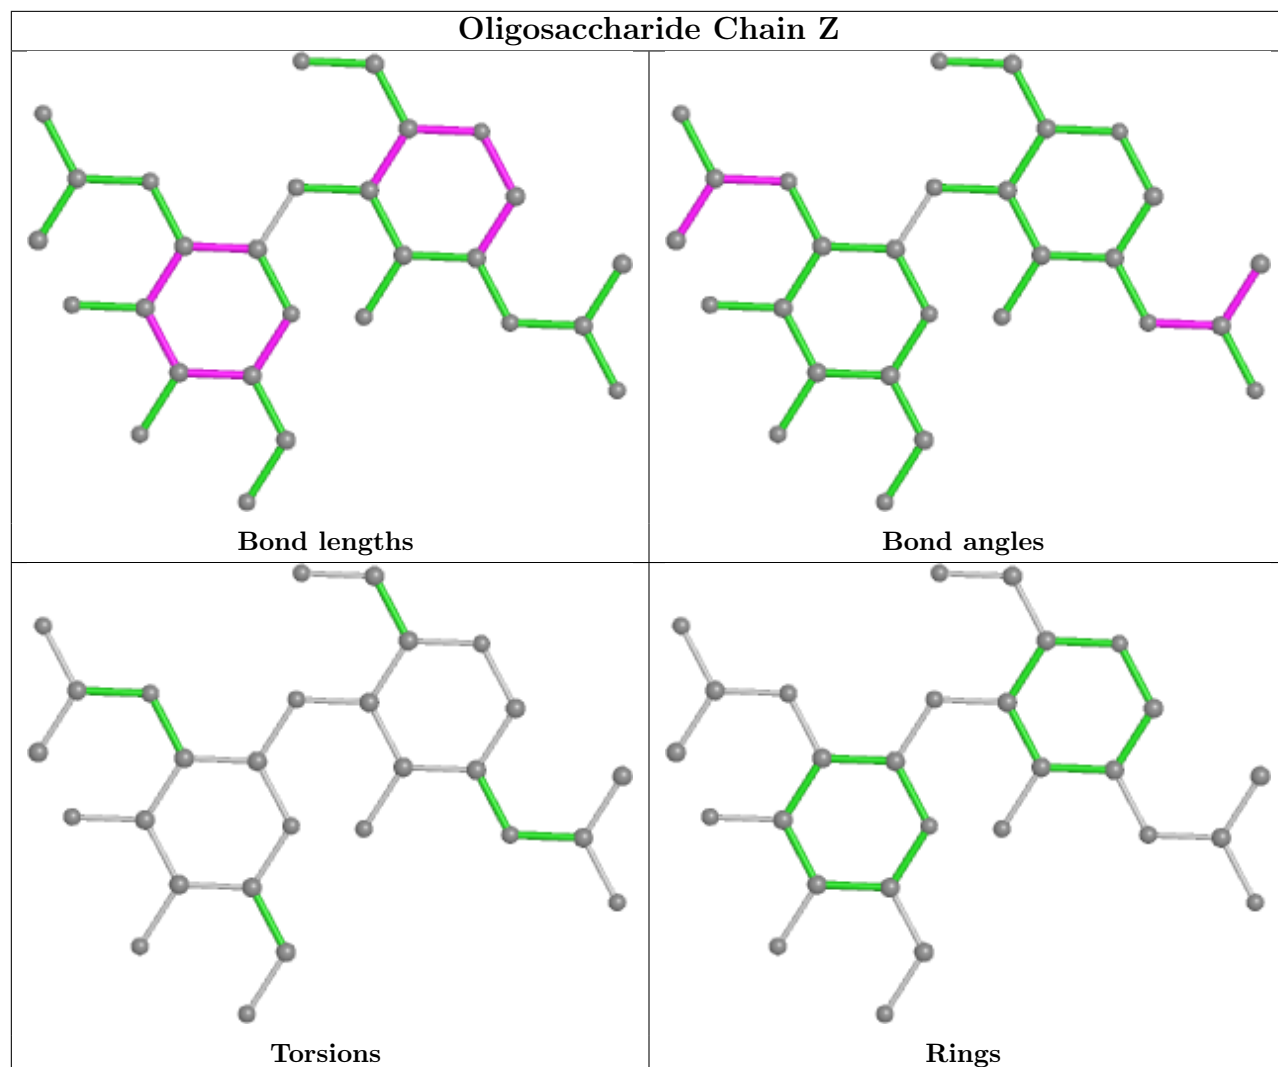 Oligosaccharide Chain Z
Bond lengths
Bond angles
Torsions
Rings